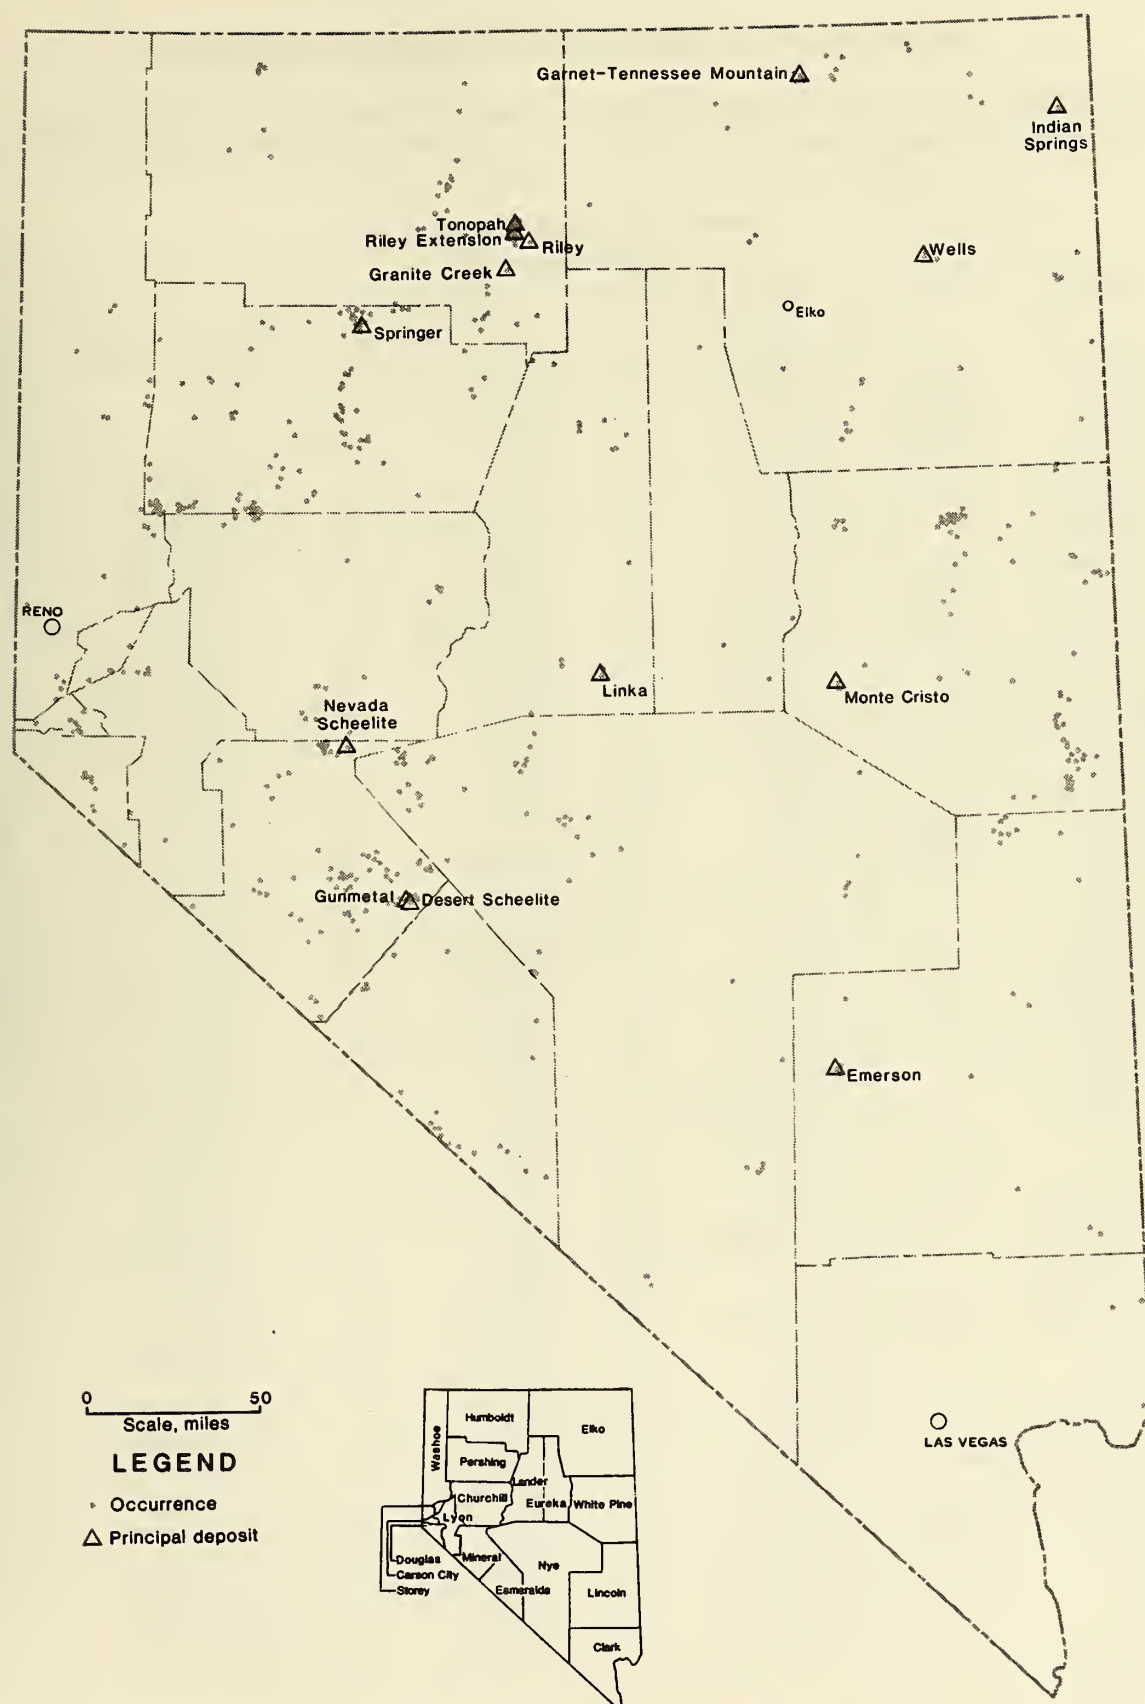 Garnet-Tennessee Mountain
Indian
Springs
Tonopah
Riley Extension
Riley
Granite Creek
Wells
Elko
Springer
RENO
Linka
Monte Cristo
Nevada
Scheelite
Gunmetal
Desert Scheelite
Emerson
LAS VEGAS
0 50
Scale, miles
LEGEND
Occurrence
Principal deposit
Washoe
Humboldt
Elko
Pershing
Lander
Churchill
Eureka
White Pine
Lyon
Douglas
Carson City
Storey
Mineral
Nye
Esmeralda
Lincoln
Clark